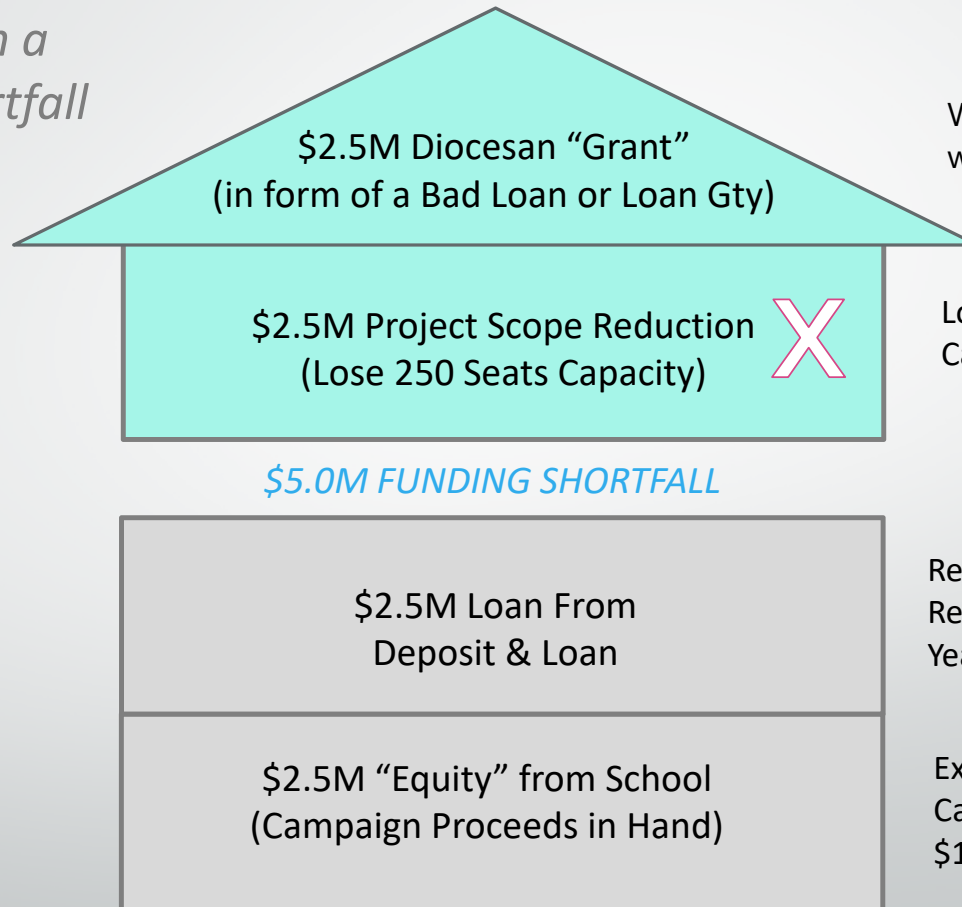 a
$2.5M Diocesan “Grant”
(in form of a Bad Loan or Loan Gty)
$2.5M Project Scope Reduction
(Lose 250 Seats Capacity)
X
$5.0M FUNDING SHORTFALL
$2.5M Loan From
Deposit & Loan
$2.5M “Equity” from School
(Campaign Proceeds in Hand)